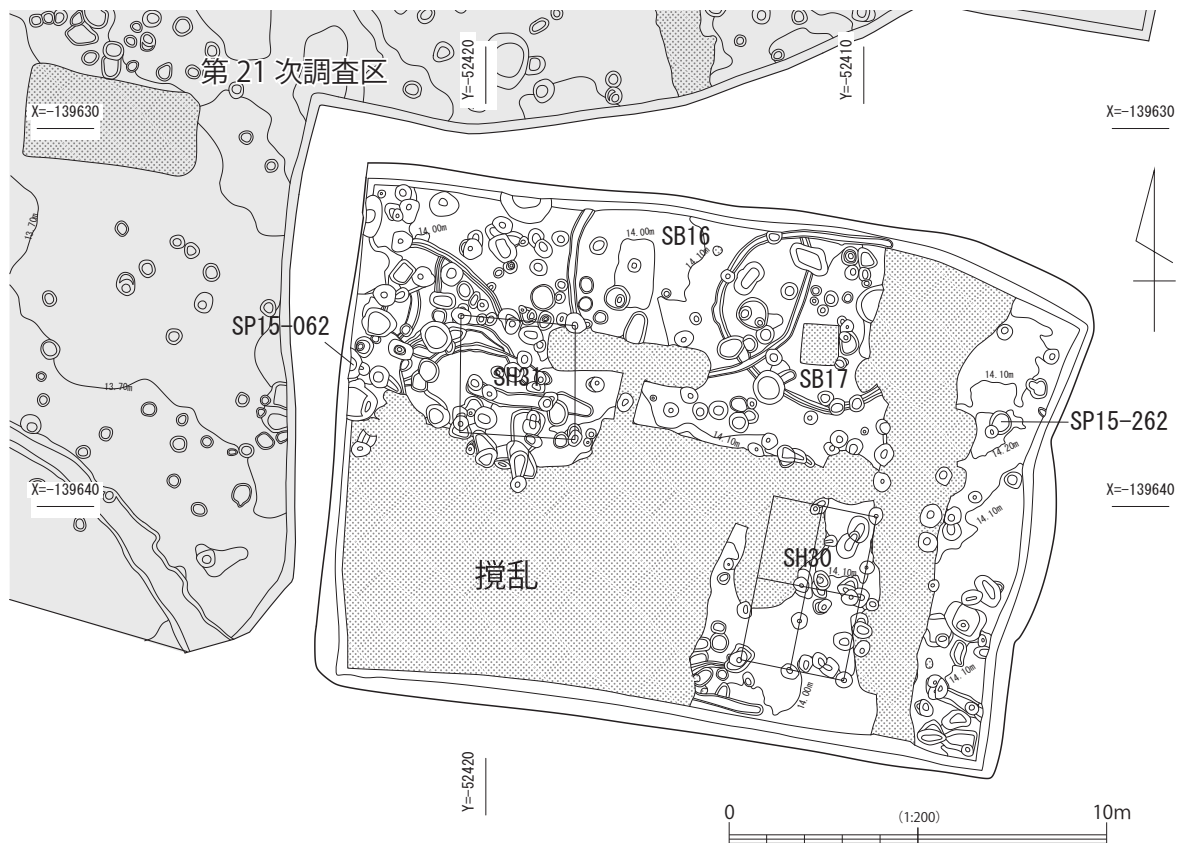 第 21 次調査区
Y=-52420
Y=-52410
X=-139630
X=-139630
13.70m
14.00m
14.00m
SB16
14.10m
SP15-062
SH31
13.70m
SB17
14.10m
SP15-262
14.10m
14.20m
X=-139640
X=-139640
14.10m
撹乱
SH30
14.10m
14.10m
14.00m
Y=-52420
0
(1:200)
10m